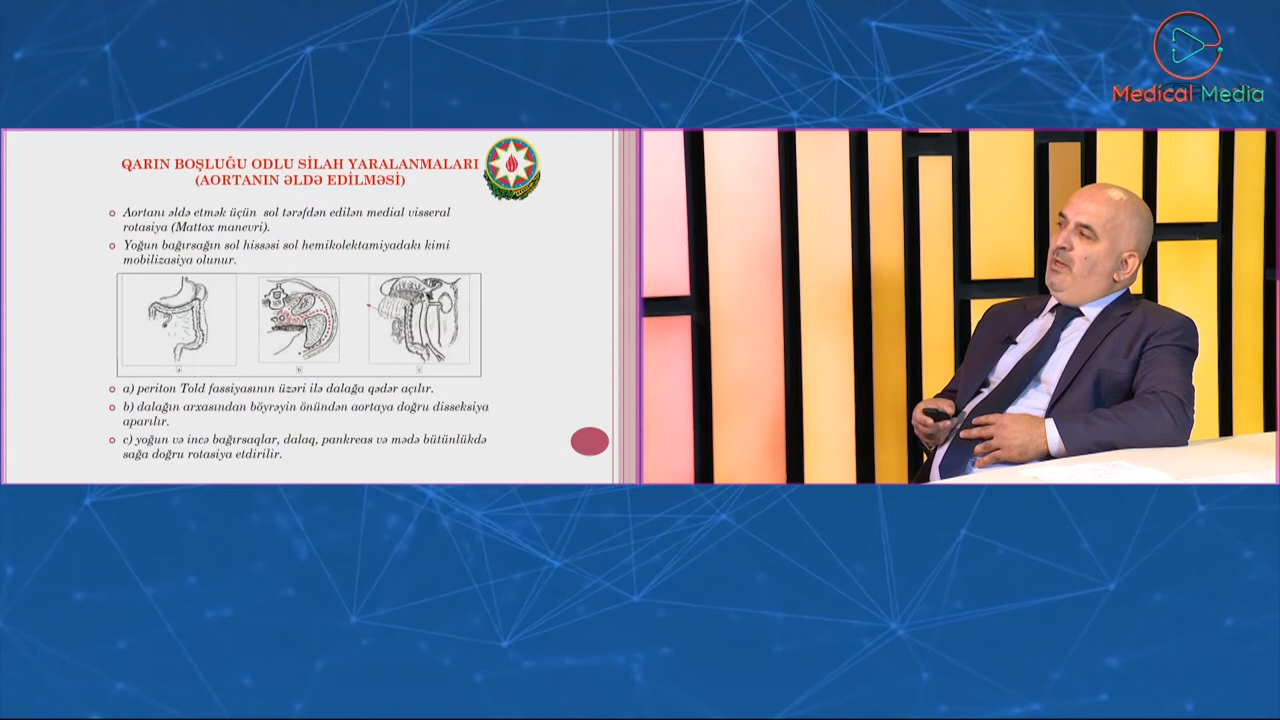 Medical Media
QARIN BOŞLUĞU ODLU SİLAH YARALANMALARI
(AORTANIN ƏLDƏ EDİLMƏSİ)
Aortanı əldə etmək üçün sol tərəfdən edilən medial visseral
rotasiya (Mattox manevri).
Yoğun bağırsağın sol hissəsi sol hemikolektamiyadakı kimi
mobilizasiya olunur.
a b c
a) periton Told fassiyasının üzəri ilə dalağa qədər açılır.
b) dalağın arxasından böyrəyin önündən aortaya doğru disseksiya
aparılır.
c) yoğun və incə bağırsaqlar, dalaq, pankreas və mədə bütünlükdə
sağa doğru rotasiya etdirilir.